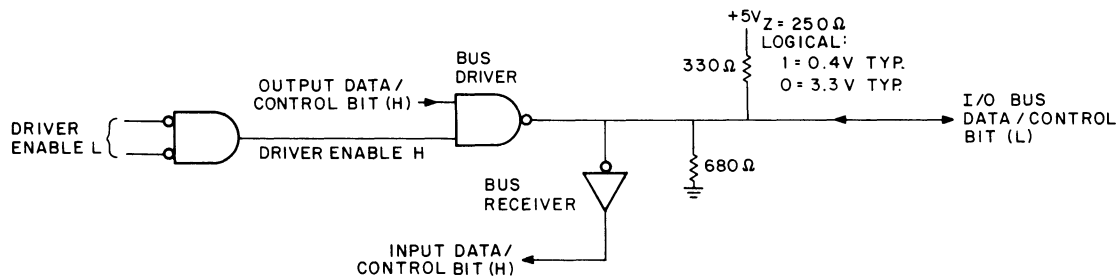 +5V Z = 250Ω
LOGICAL:
1 = 0.4V TYP.
0 = 3.3V TYP.
330Ω
BUS
DRIVER
OUTPUT DATA/
CONTROL BIT (H)
I/O BUS
DATA/CONTROL
BIT (L)
DRIVER
ENABLE L
DRIVER ENABLE H
680Ω
BUS
RECEIVER
INPUT DATA/
CONTROL BIT (H)